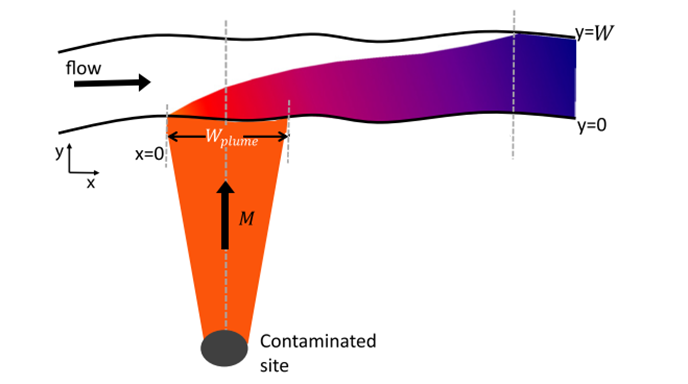 y=W
flow
y=0
W_plume
x=0
y
x
M
Contaminated
site